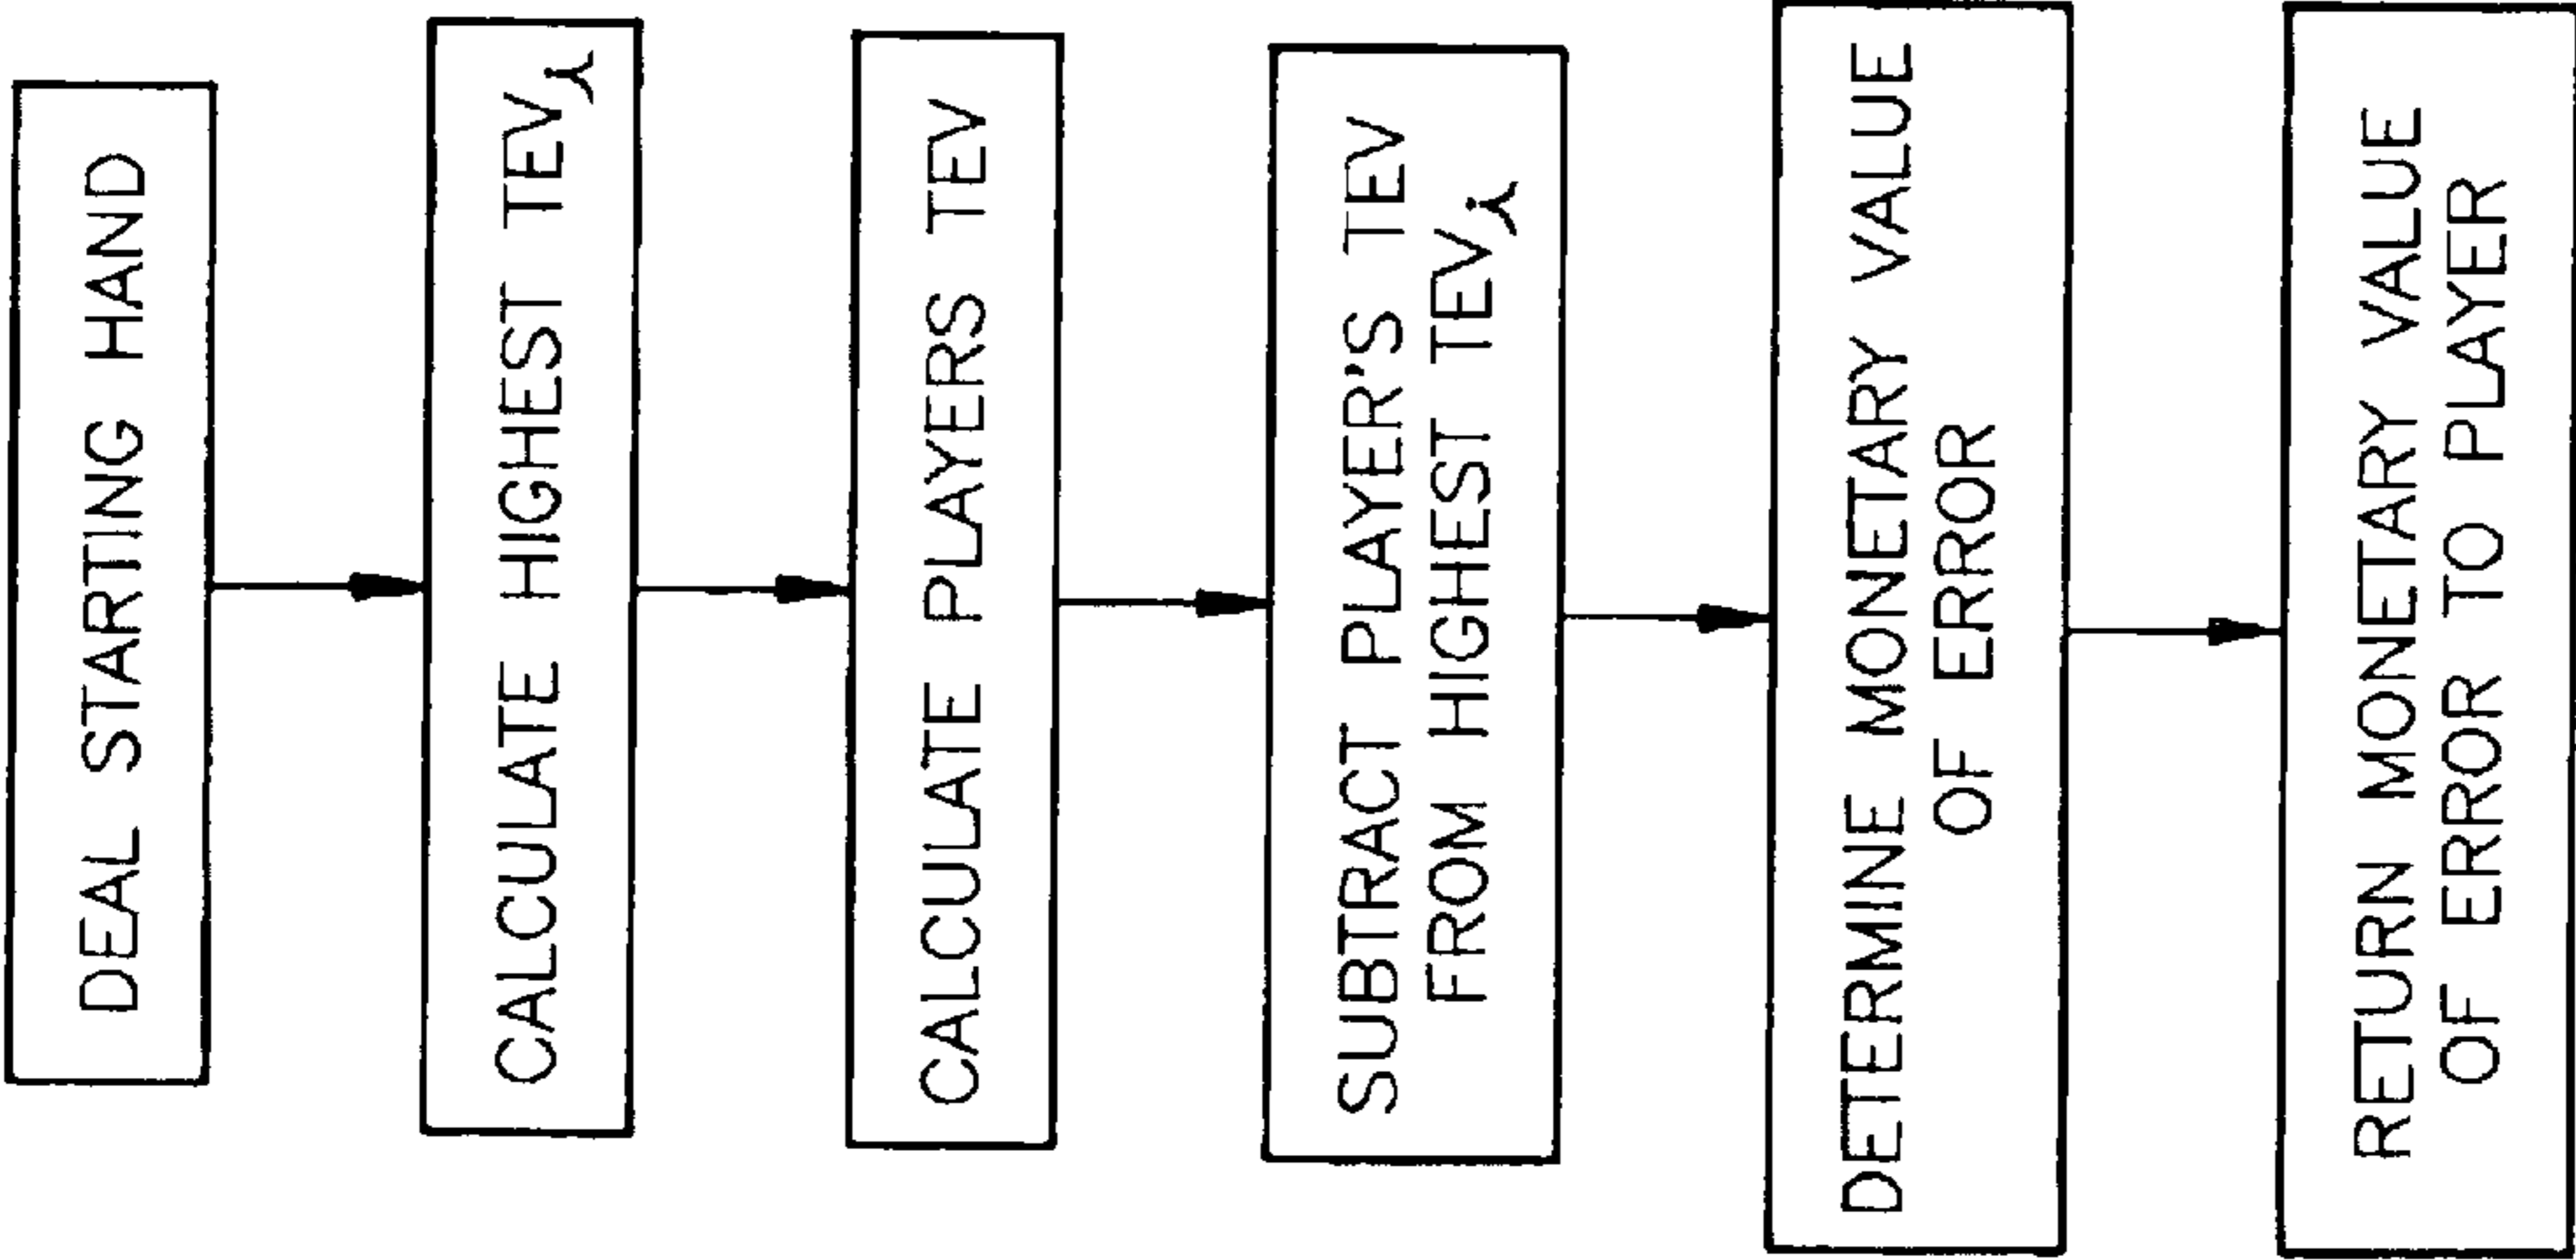 DEAL STARTING HAND
CALCULATE HIGHEST TEVi
CALCULATE PLAYERS TEV
SUBTRACT PLAYER'S TEV
FROM HIGHEST TEVi
DETERMINE MONETARY VALUE
OF ERROR
RETURN MONETARY VALUE
OF ERROR TO PLAYER